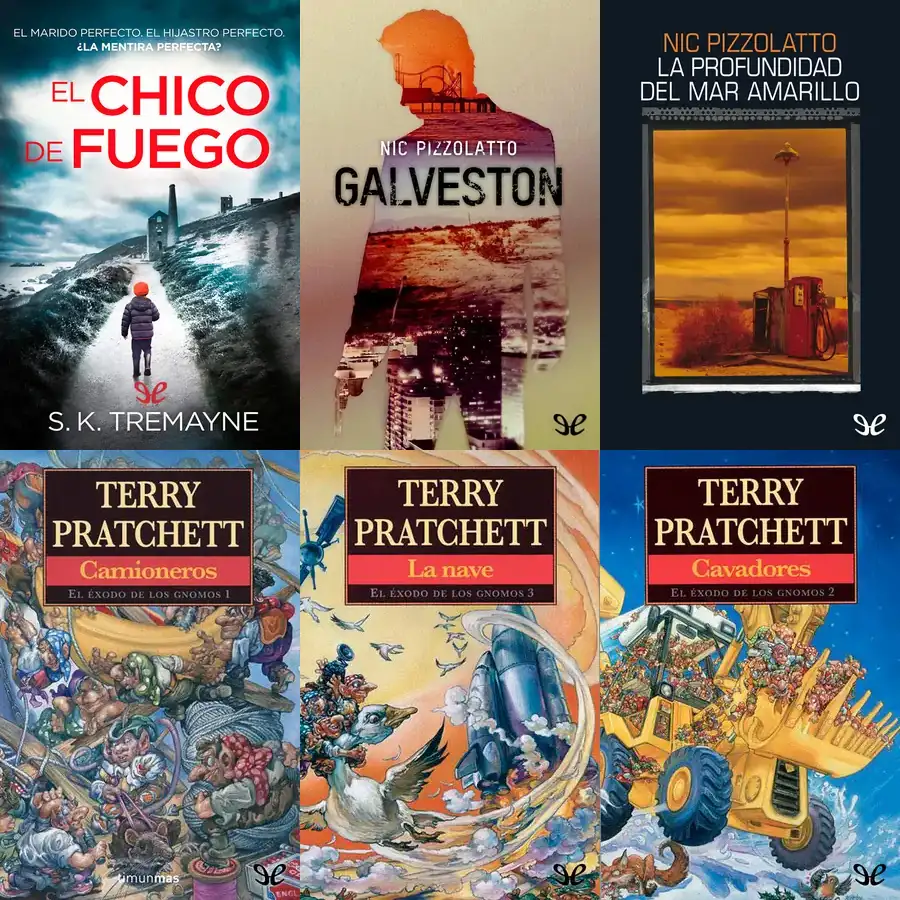 EL MARIDO PERFECTO. EL HIJASTRO PERFECTO.
¿LA MENTIRA PERFECTA?
EL CHICO
DE FUEGO
S. K. TREMAYNE
NIC PIZZOLATTO
GALVESTON
NIC PIZZOLATTO
LA PROFUNDIDAD
DEL MAR AMARILLO
TERRY
PRATCHETT
Camioneros
EL ÉXODO DE LOS GNOMOS 1
timunmas
ENGL
TERRY
PRATCHETT
La nave
EL ÉXODO DE LOS GNOMOS 3
TERRY
PRATCHETT
Cavadores
EL ÉXODO DE LOS GNOMOS 2